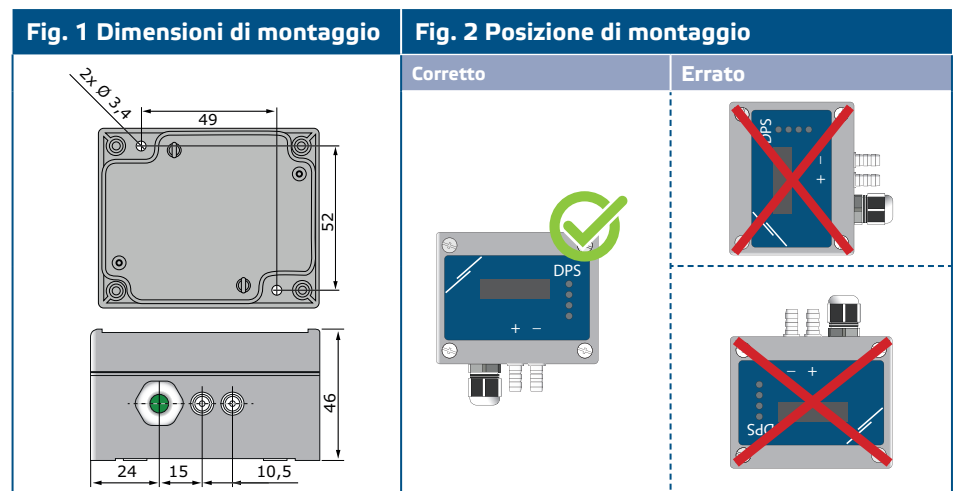 Fig. 1 Dimensioni di montaggio
Fig. 2 Posizione di montaggio
Corretto
Errato
2x Ø 3,4
49
52
46
24
15
10,5
DPS
+ -
DPS
- +
DPS
- +